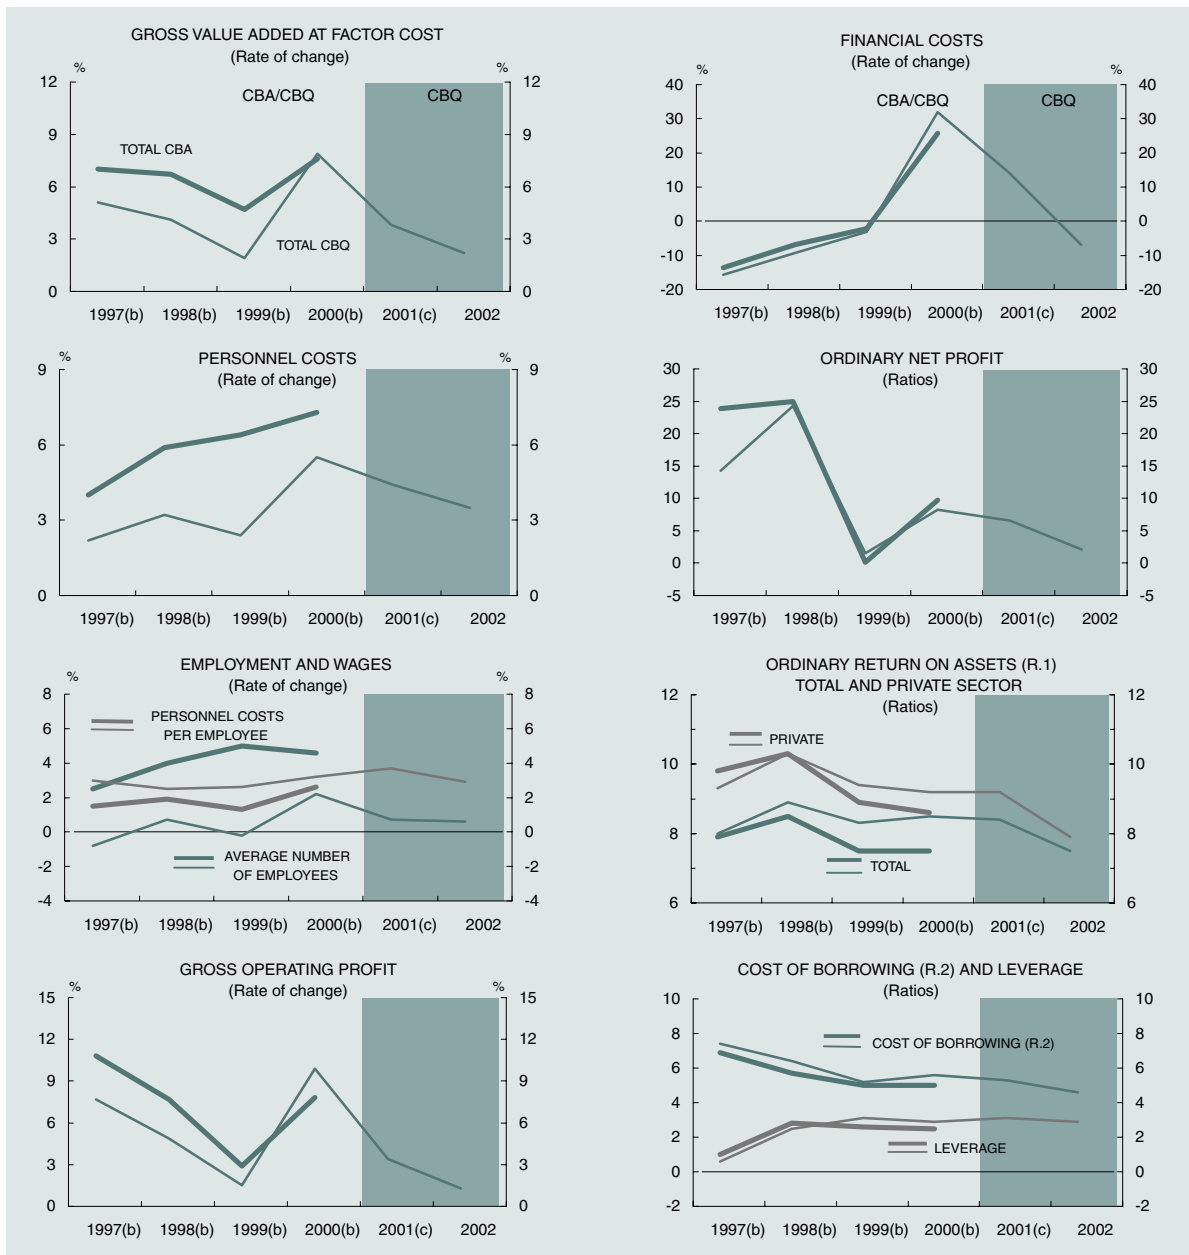 GROSS VALUE ADDED AT FACTOR COST
(Rate of change)
% %
CBA/CBQ CBQ
12 12
9 9
6 6
3 3
0 0
TOTAL CBA
TOTAL CBQ
1997(b) 1998(b) 1999(b) 2000(b) 2001(c) 2002
FINANCIAL COSTS
(Rate of change)
% %
CBA/CBQ CBQ
40 40
30 30
20 20
10 10
0 0
-10 -10
-20 -20
1997(b) 1998(b) 1999(b) 2000(b) 2001(c) 2002
PERSONNEL COSTS
(Rate of change)
% %
9 9
6 6
3 3
0 0
1997(b) 1998(b) 1999(b) 2000(b) 2001(c) 2002
ORDINARY NET PROFIT
(Ratios)
30 30
25 25
20 20
15 15
10 10
5 5
0 0
-5 -5
1997(b) 1998(b) 1999(b) 2000(b) 2001(c) 2002
EMPLOYMENT AND WAGES
(Rate of change)
% %
8 8
6 6
4 4
2 2
0 0
-2 -2
-4 -4
PERSONNEL COSTS
PER EMPLOYEE
AVERAGE NUMBER
OF EMPLOYEES
1997(b) 1998(b) 1999(b) 2000(b) 2001(c) 2002
ORDINARY RETURN ON ASSETS (R.1)
TOTAL AND PRIVATE SECTOR
(Ratios)
12 12
10 10
8 8
6 6
PRIVATE
TOTAL
1997(b) 1998(b) 1999(b) 2000(b) 2001(c) 2002
GROSS OPERATING PROFIT
(Rate of change)
% %
15 15
12 12
9 9
6 6
3 3
0 0
1997(b) 1998(b) 1999(b) 2000(b) 2001(c) 2002
COST OF BORROWING (R.2) AND LEVERAGE
(Ratios)
10 10
8 8
6 6
4 4
2 2
0 0
-2 -2
COST OF BORROWING (R.2)
LEVERAGE
1997(b) 1998(b) 1999(b) 2000(b) 2001(c) 2002